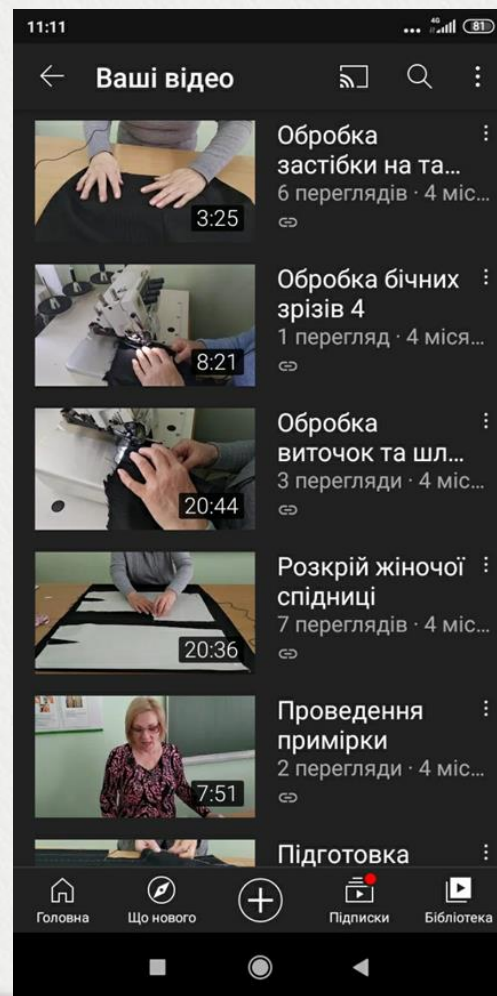 11:11
4G
81
Ваші відео
3:25
Обробка
застібки на та...
6 переглядів · 4 міс...
8:21
Обробка бічних
зрізів 4
1 перегляд · 4 міся...
20:44
Обробка
виточок та шл...
3 перегляди · 4 міс...
20:36
Розкрій жіночої
спідниці
7 переглядів · 4 міс...
7:51
Проведення
примірки
2 перегляди · 4 міс...
Підготовка
Головна
Що нового
Підписки
Бібліотека